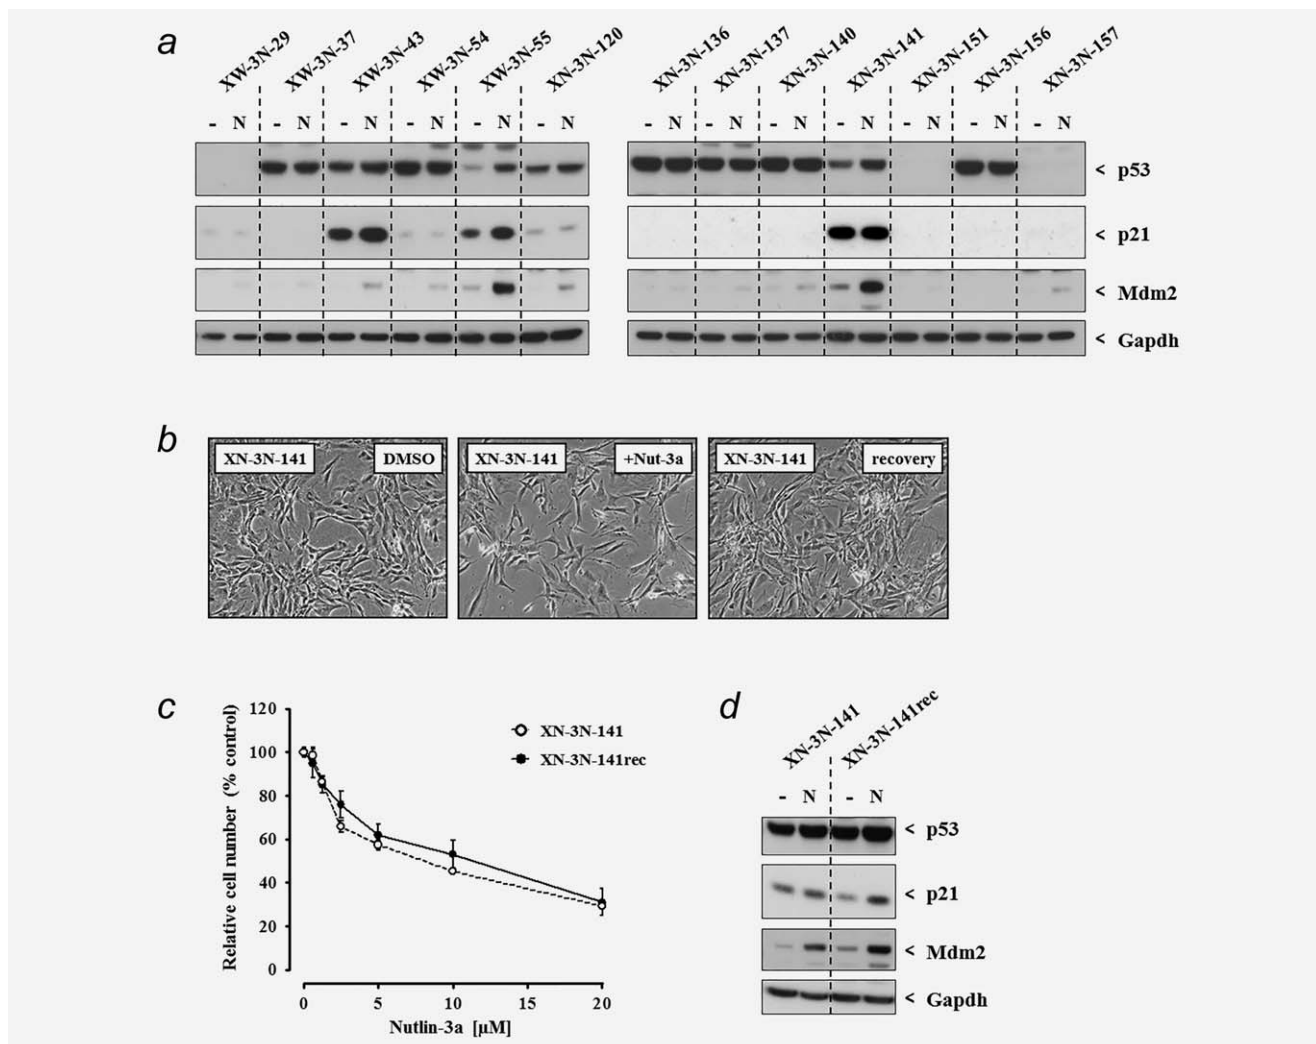 a
XW-3N-29 XW-3N-37 XW-3N-43 XW-3N-54 XW-3N-55 XN-3N-120 XN-3N-136 XN-3N-137 XN-3N-140 XN-3N-141 XN-3N-151 XN-3N-156 XN-3N-157
- N - N - N - N - N - N - N - N - N - N - N - N - N
< p53
< p21
< Mdm2
< Gapdh
b
XN-3N-141 DMSO XN-3N-141 +Nut-3a XN-3N-141 recovery
c
Relative cell number (% control)
120
100
80
60
40
20
0
0 5 10 15 20
Nutlin-3a [µM]
XN-3N-141
XN-3N-141rec
d
XN-3N-141 XN-3N-141rec
- N - N
< p53
< p21
< Mdm2
< Gapdh